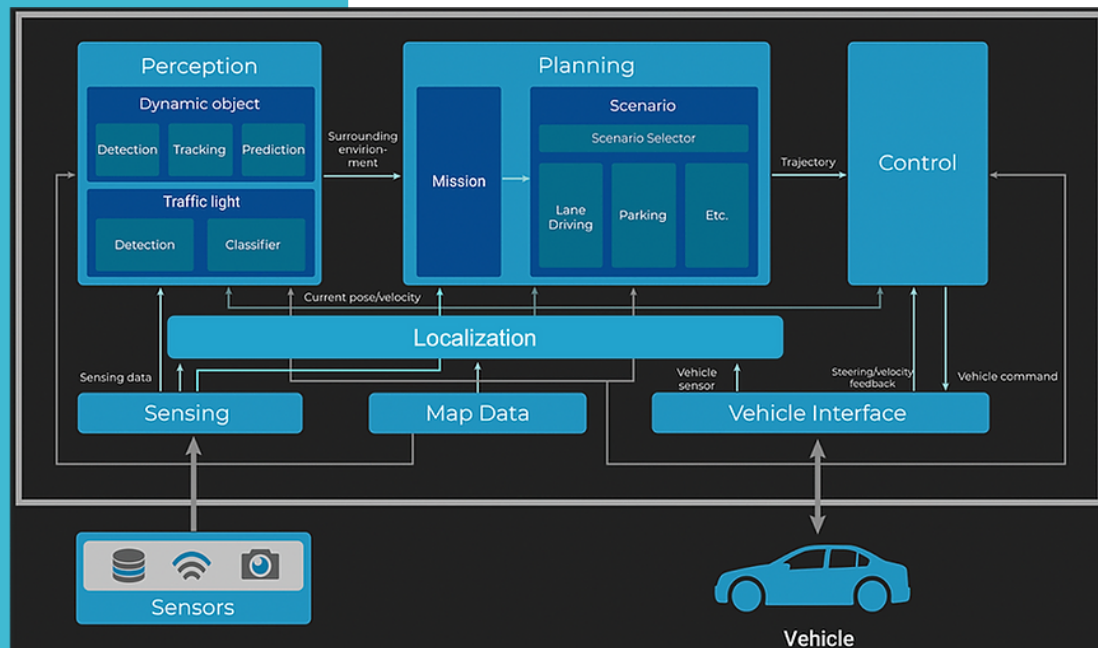 Perception
Dynamic object
Detection
Tracking
Prediction
Traffic light
Detection
Classifier
Surrounding
envirion-
ment
Planning
Mission
Scenario
Scenario Selector
Lane
Driving
Parking
Etc.
Trajectory
Control
Current pose/velocity
Localization
Sensing data
Vehicle
sensor
Steering/velocity
feedback
Vehicle command
Sensing
Map Data
Vehicle Interface
Sensors
Vehicle